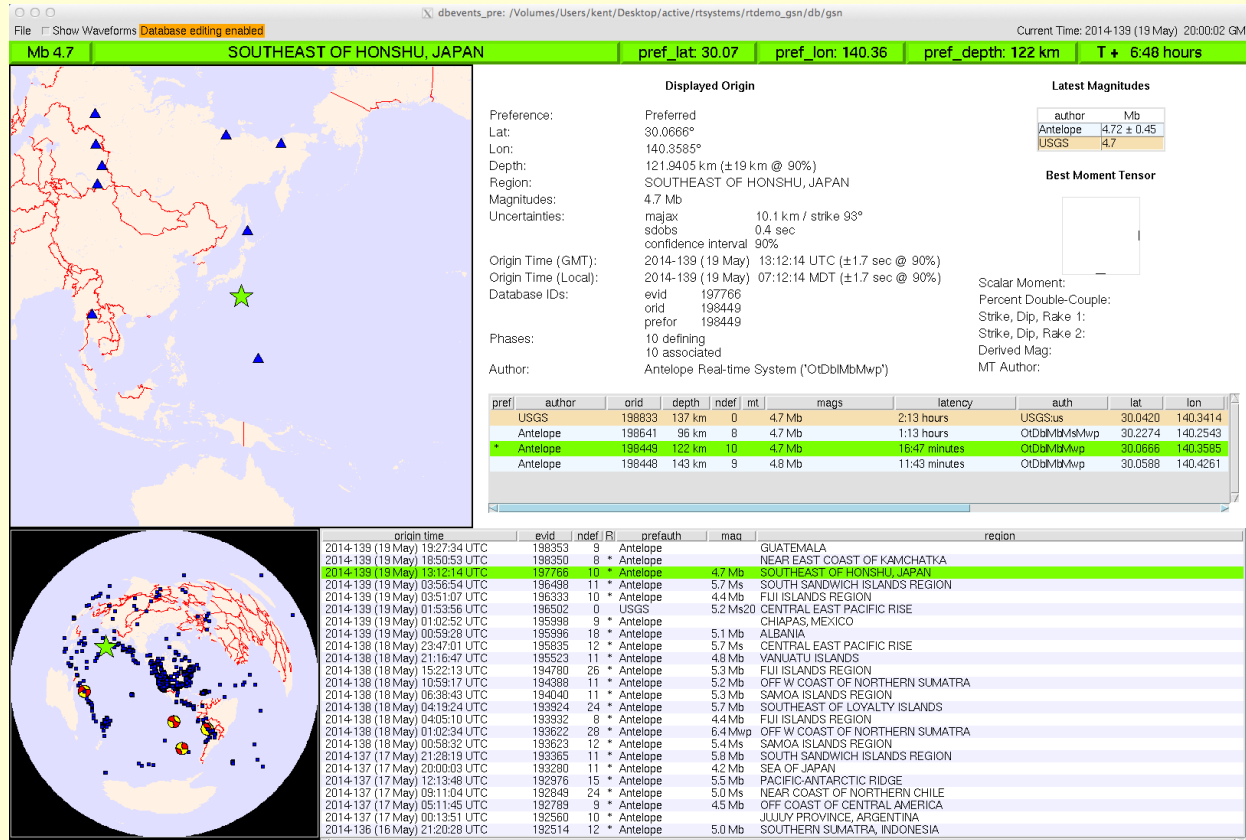 dbevents_pre: /Volumes/Users/kent/Desktop/active/rtsystems/rtdemo_gsn/db/gsn
File Show Waveforms Database editing enabled Current Time: 2014-139 (19 May) 20:00:02 GM
Mb 4.7 SOUTHEAST OF HONSHU, JAPAN pref_lat: 30.07 pref_lon: 140.36 pref_depth: 122 km T + 6:48 hours
Displayed Origin
Preference: Preferred
Lat: 30.0666°
Lon: 140.3585°
Depth: 121.9405 km (±19 km @ 90%)
Region: SOUTHEAST OF HONSHU, JAPAN
Magnitudes: 4.7 Mb
Uncertainties: majax 10.1 km / strike 93°
sdobs 0.4 sec
confidence interval 90%
Origin Time (GMT): 2014-139 (19 May) 13:12:14 UTC (±1.7 sec @ 90%)
Origin Time (Local): 2014-139 (19 May) 07:12:14 MDT (±1.7 sec @ 90%)
Database IDs: evid 197766
orid 198449
prefor 198449
Phases: 10 defining
10 associated
Author: Antelope Real-time System ("OtDblMbMwp")
Latest Magnitudes
author Mb
Antelope 4.72 ± 0.45
USGS 4.7
Best Moment Tensor
Scalar Moment:
Percent Double-Couple:
Strike, Dip, Rake 1:
Strike, Dip, Rake 2:
Derived Mag:
MT Author:
pref author orid depth ndef mt mags latency auth lat lon
USGS 198833 137 km 0 4.7 Mb 2:13 hours USGS:us 30.0420 140.3414
Antelope 198641 96 km 8 4.7 Mb 1:13 hours OtDblMbMsMwp 30.2274 140.2543
* Antelope 198449 122 km 10 4.7 Mb 16:47 minutes OtDblMbMwp 30.0666 140.3585
Antelope 198448 143 km 9 4.8 Mb 11:43 minutes OtDblMbMwp 30.0588 140.4261
origin time evid ndef R prefauth mag region
2014-139 (19 May) 19:27:34 UTC 198353 9 Antelope GUATEMALA
2014-139 (19 May) 18:50:53 UTC 198350 8 * Antelope NEAR EAST COAST OF KAMCHATKA
2014-139 (19 May) 13:12:14 UTC 197766 10 * Antelope 4.7 Mb SOUTHEAST OF HONSHU, JAPAN
2014-139 (19 May) 03:56:54 UTC 196498 11 * Antelope 5.7 Ms SOUTH SANDWICH ISLANDS REGION
2014-139 (19 May) 03:51:07 UTC 196333 10 * Antelope 4.4 Mb FIJI ISLANDS REGION
2014-139 (19 May) 01:53:56 UTC 196502 0 USGS 5.2 Ms20 CENTRAL EAST PACIFIC RISE
2014-139 (19 May) 01:02:52 UTC 195998 9 * Antelope CHIAPAS, MEXICO
2014-139 (19 May) 00:59:28 UTC 195996 18 * Antelope 5.1 Mb ALBANIA
2014-138 (18 May) 23:47:01 UTC 195835 12 * Antelope 5.7 Ms CENTRAL EAST PACIFIC RISE
2014-138 (18 May) 21:16:47 UTC 195523 11 * Antelope 4.8 Mb VANUATU ISLANDS
2014-138 (18 May) 15:22:13 UTC 194780 26 * Antelope 5.3 Mb FIJI ISLANDS REGION
2014-138 (18 May) 10:59:17 UTC 194388 11 * Antelope 5.2 Mb OFF W COAST OF NORTHERN SUMATRA
2014-138 (18 May) 06:38:43 UTC 194040 11 * Antelope 5.3 Mb SAMOA ISLANDS REGION
2014-138 (18 May) 04:19:24 UTC 193924 24 * Antelope 5.7 Mb SOUTHEAST OF LOYALTY ISLANDS
2014-138 (18 May) 04:05:10 UTC 193932 8 * Antelope 4.4 Mb FIJI ISLANDS REGION
2014-138 (18 May) 01:02:34 UTC 193622 28 * Antelope 6.4 Mwp OFF W COAST OF NORTHERN SUMATRA
2014-138 (18 May) 00:58:32 UTC 193623 12 * Antelope 5.4 Ms SAMOA ISLANDS REGION
2014-137 (17 May) 21:28:19 UTC 193365 11 * Antelope 5.8 Mb SOUTH SANDWICH ISLANDS REGION
2014-137 (17 May) 20:00:03 UTC 193280 11 * Antelope 4.2 Mb SEA OF JAPAN
2014-137 (17 May) 12:13:48 UTC 192976 15 * Antelope 5.5 Mb PACIFIC-ANTARCTIC RIDGE
2014-137 (17 May) 09:11:04 UTC 192849 24 * Antelope 5.0 Ms NEAR COAST OF NORTHERN CHILE
2014-137 (17 May) 05:11:45 UTC 192789 9 * Antelope 4.5 Mb OFF COAST OF CENTRAL AMERICA
2014-137 (17 May) 00:13:51 UTC 192560 10 * Antelope JUJUY PROVINCE, ARGENTINA
2014-136 (16 May) 21:20:28 UTC 192514 12 * Antelope 5.0 Mb SOUTHERN SUMATRA, INDONESIA